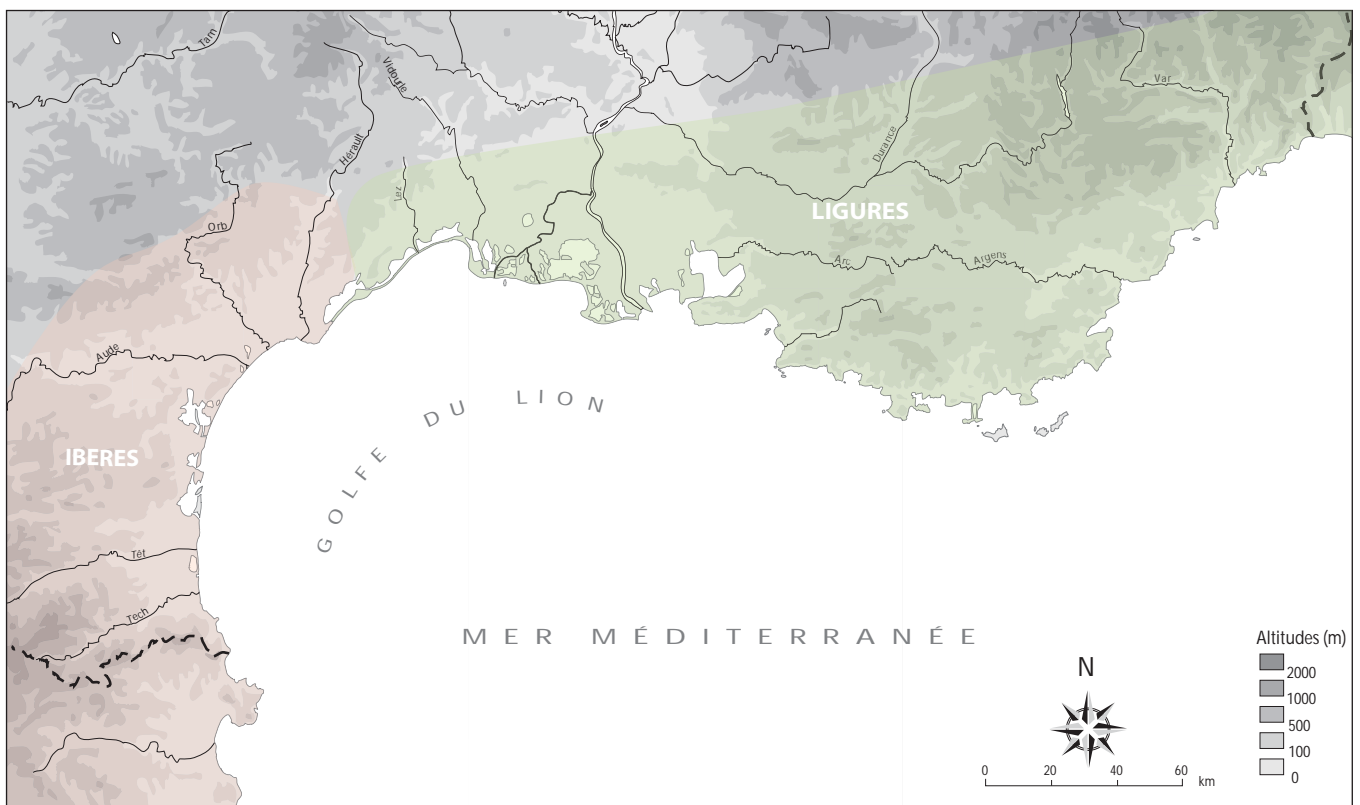 Tarn
Vidourle
Hérault
Var
Durance
Lez
LIGURES
Orb
Arc
Argens
Aude
GOLFE DU LION
IBERES
Têt
Tech
MER MÉDITERRANÉE
N
0 20 40 60 km
Altitudes (m)
2000
1000
500
100
0